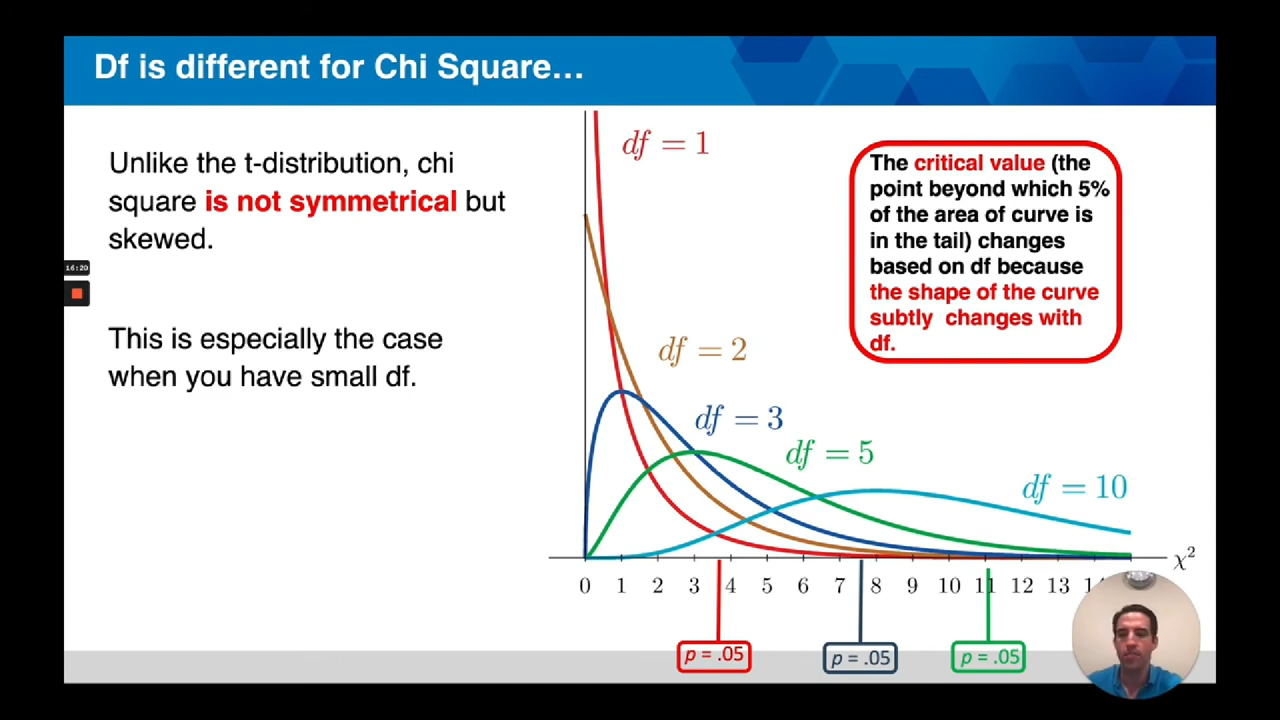 Df is different for Chi Square...
Unlike the t-distribution, chi
square is not symmetrical but
skewed.
This is especially the case
when you have small df.
16:20
df = 1
df = 2
df = 3
df = 5
df = 10
The critical value (the
point beyond which 5%
of the area of curve is
in the tail) changes
based on df because
the shape of the curve
subtly changes with
df.
χ²
0 1 2 3 4 5 6 7 8 9 10 11 12 13
p = .05
p = .05
p = .05